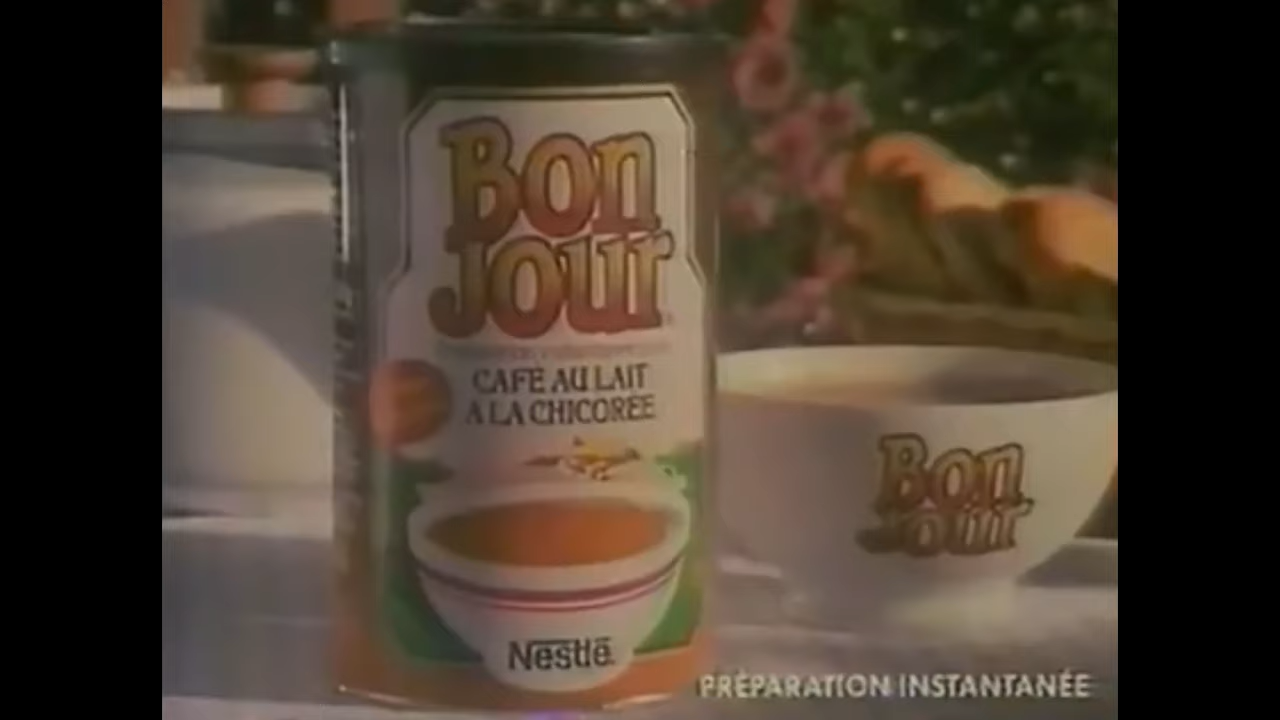 Bon
Jour
CAFE AU LAIT
A LA CHICOREE
Nestlé
Bon
Jour
PRÉPARATION INSTANTANÉE